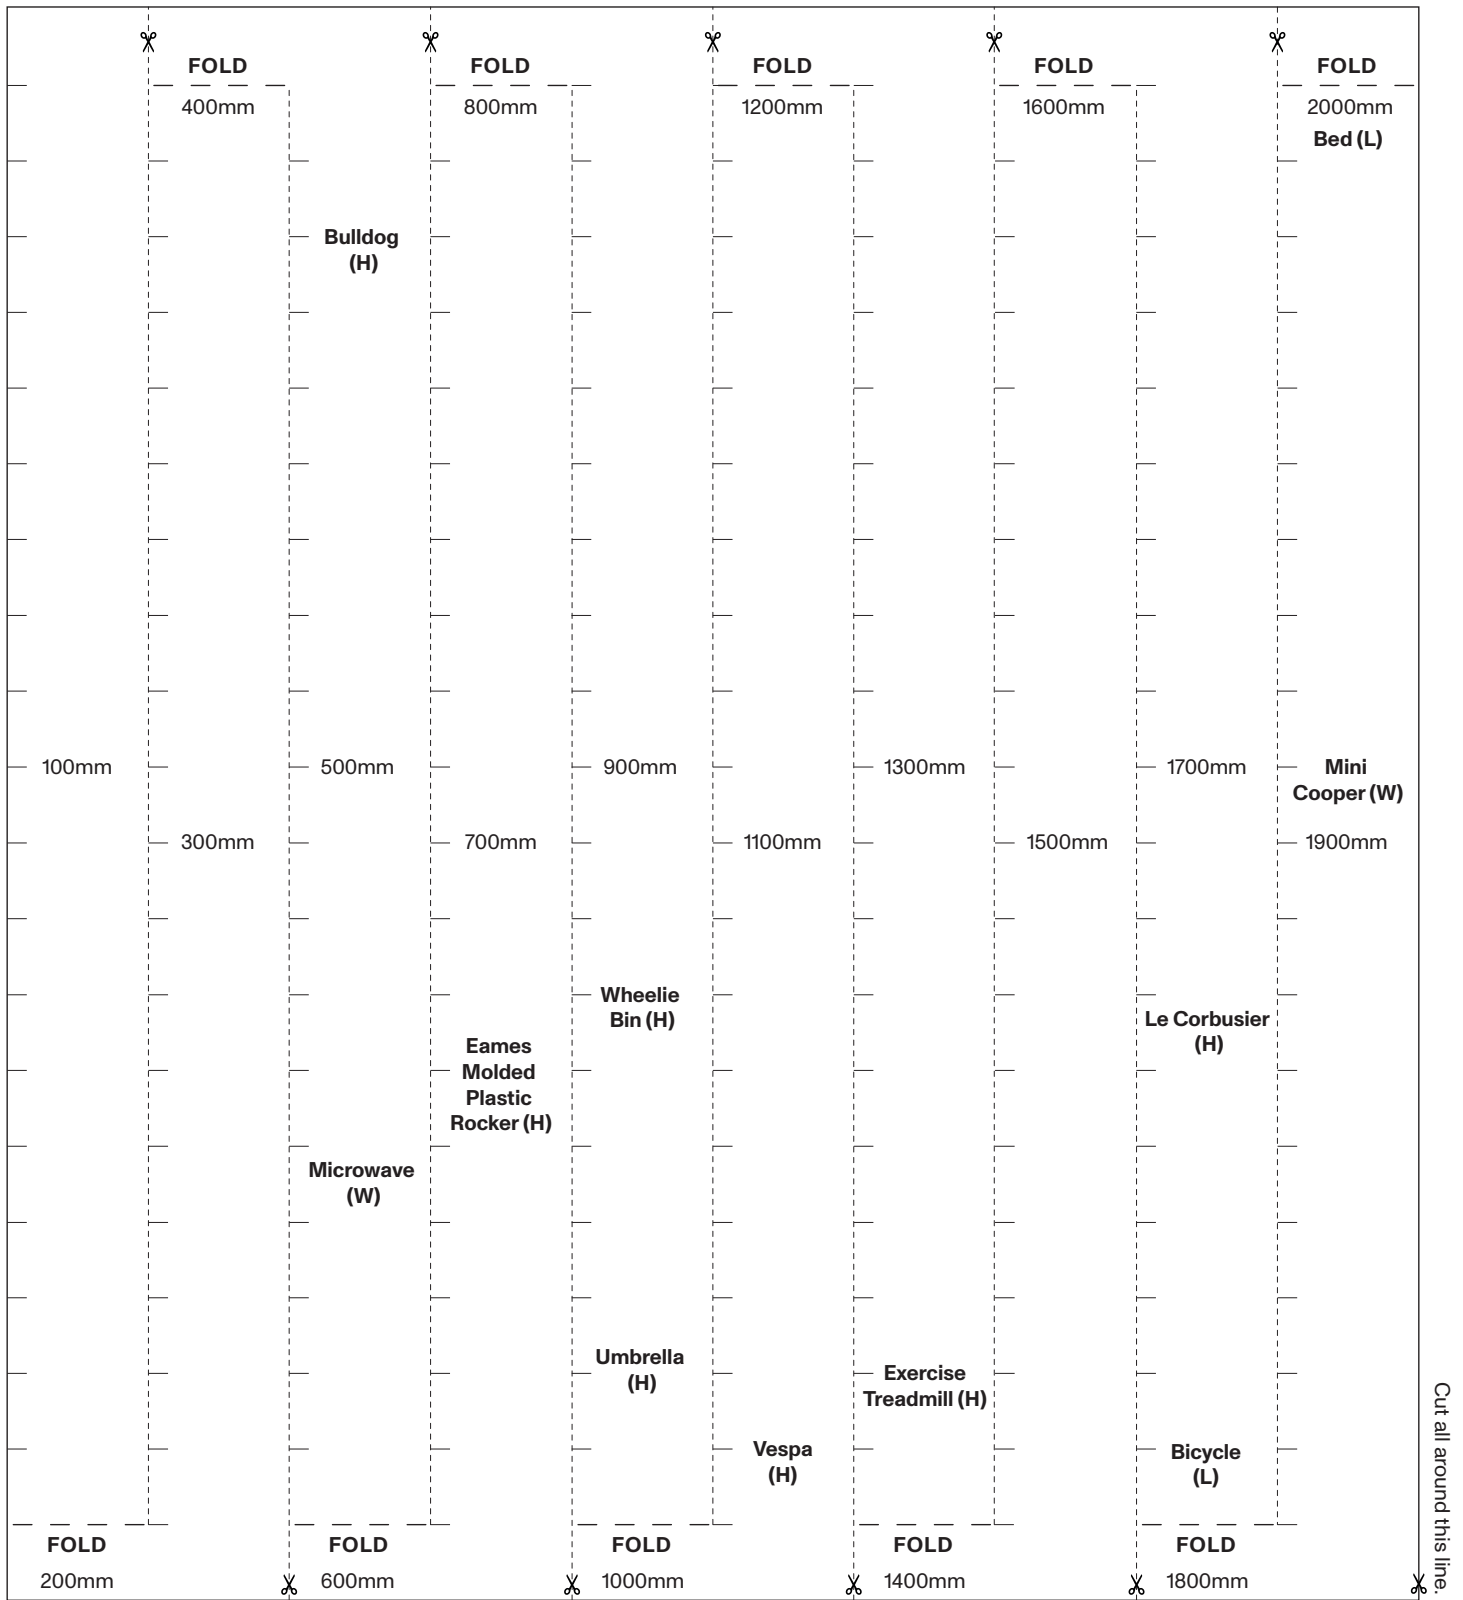 FOLD
FOLD
FOLD
FOLD
FOLD
400mm
800mm
1200mm
1600mm
2000mm
Bed (L)
Bulldog
(H)
100mm
500mm
900mm
1300mm
1700mm
Mini
Cooper (W)
300mm
700mm
1100mm
1500mm
1900mm
Wheelie
Bin (H)
Le Corbusier
(H)
Eames
Molded
Plastic
Rocker (H)
Microwave
(W)
Umbrella
(H)
Exercise
Treadmill (H)
Vespa
(H)
Bicycle
(L)
FOLD
FOLD
FOLD
FOLD
FOLD
200mm
600mm
1000mm
1400mm
1800mm
Cut all around this line.